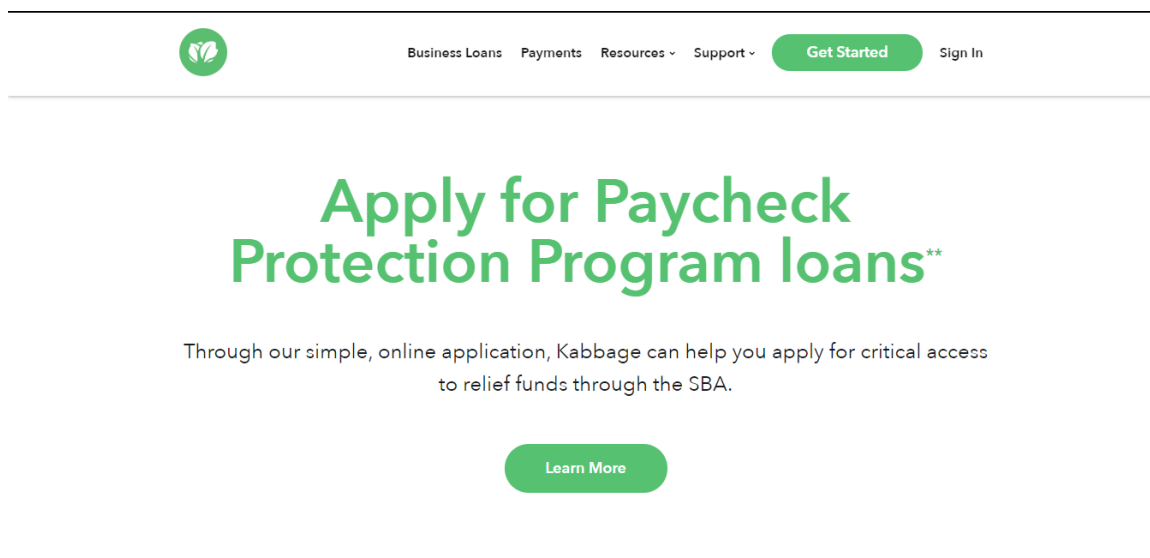 Business Loans Payments Resources Support Get Started Sign In
Apply for Paycheck
Protection Program loans**
Through our simple, online application, Kabbage can help you apply for critical access
to relief funds through the SBA.
Learn More